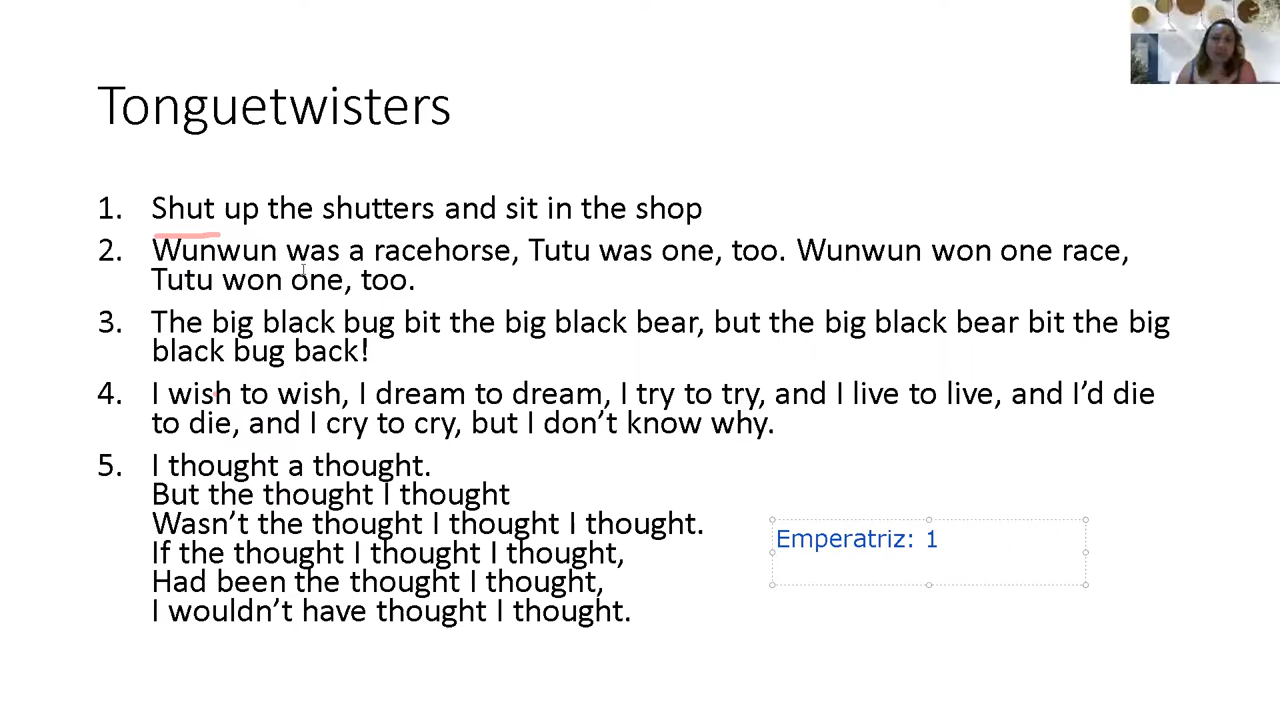 Tonguetwisters
1. Shut up the shutters and sit in the shop
2. Wunwun was a racehorse, Tutu was one, too. Wunwun won one race,
Tutu won one, too.
3. The big black bug bit the big black bear, but the big black bear bit the big
black bug back!
4. I wish to wish, I dream to dream, I try to try, and I live to live, and I’d die
to die, and I cry to cry, but I don’t know why.
5. I thought a thought.
But the thought I thought
Wasn’t the thought I thought I thought.
If the thought I thought I thought,
Had been the thought I thought,
I wouldn’t have thought I thought.
Emperatriz: 1